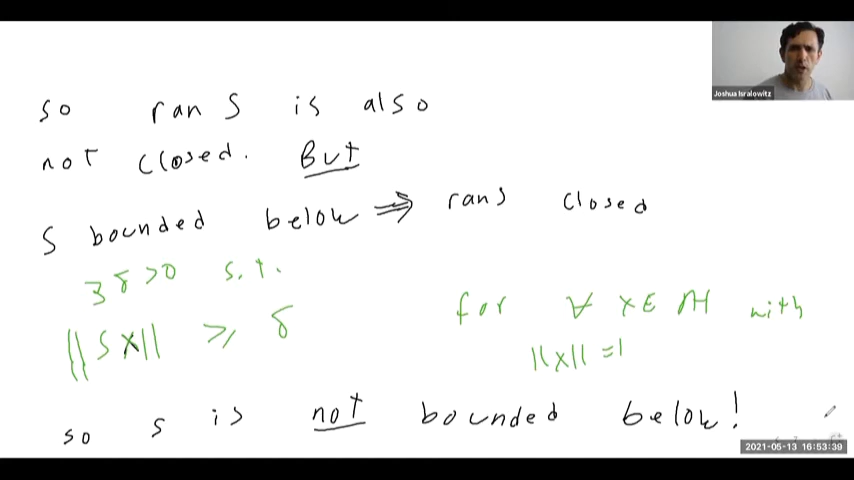 Joshua Isralowitz
so ran S is also
not closed. But
S bounded below ⟹ ran S closed
∃ δ > 0 s.t.
||Sx|| ≥ δ for ∀ x ∈ H with
||x|| = 1
so S is not bounded below!
2021-05-13 16:53:39